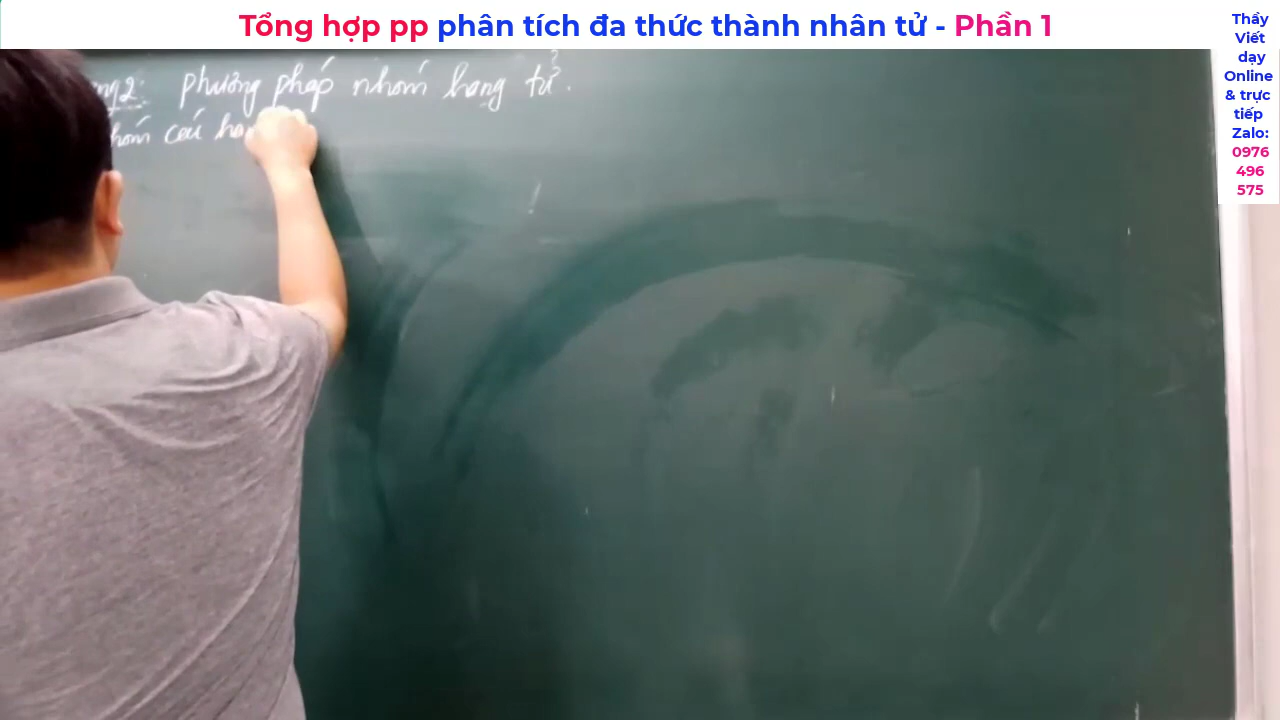 Tổng hợp pp phân tích đa thức thành nhân tử - Phần 1
Thầy
Viết
dạy
Online
& trực
tiếp
Zalo:
0976
496
575
2: phương pháp nhóm hạng tử.
nhóm các